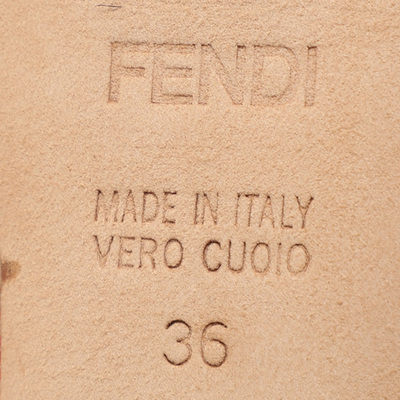 FENDI
MADE IN ITALY
VERO CUOIO
36